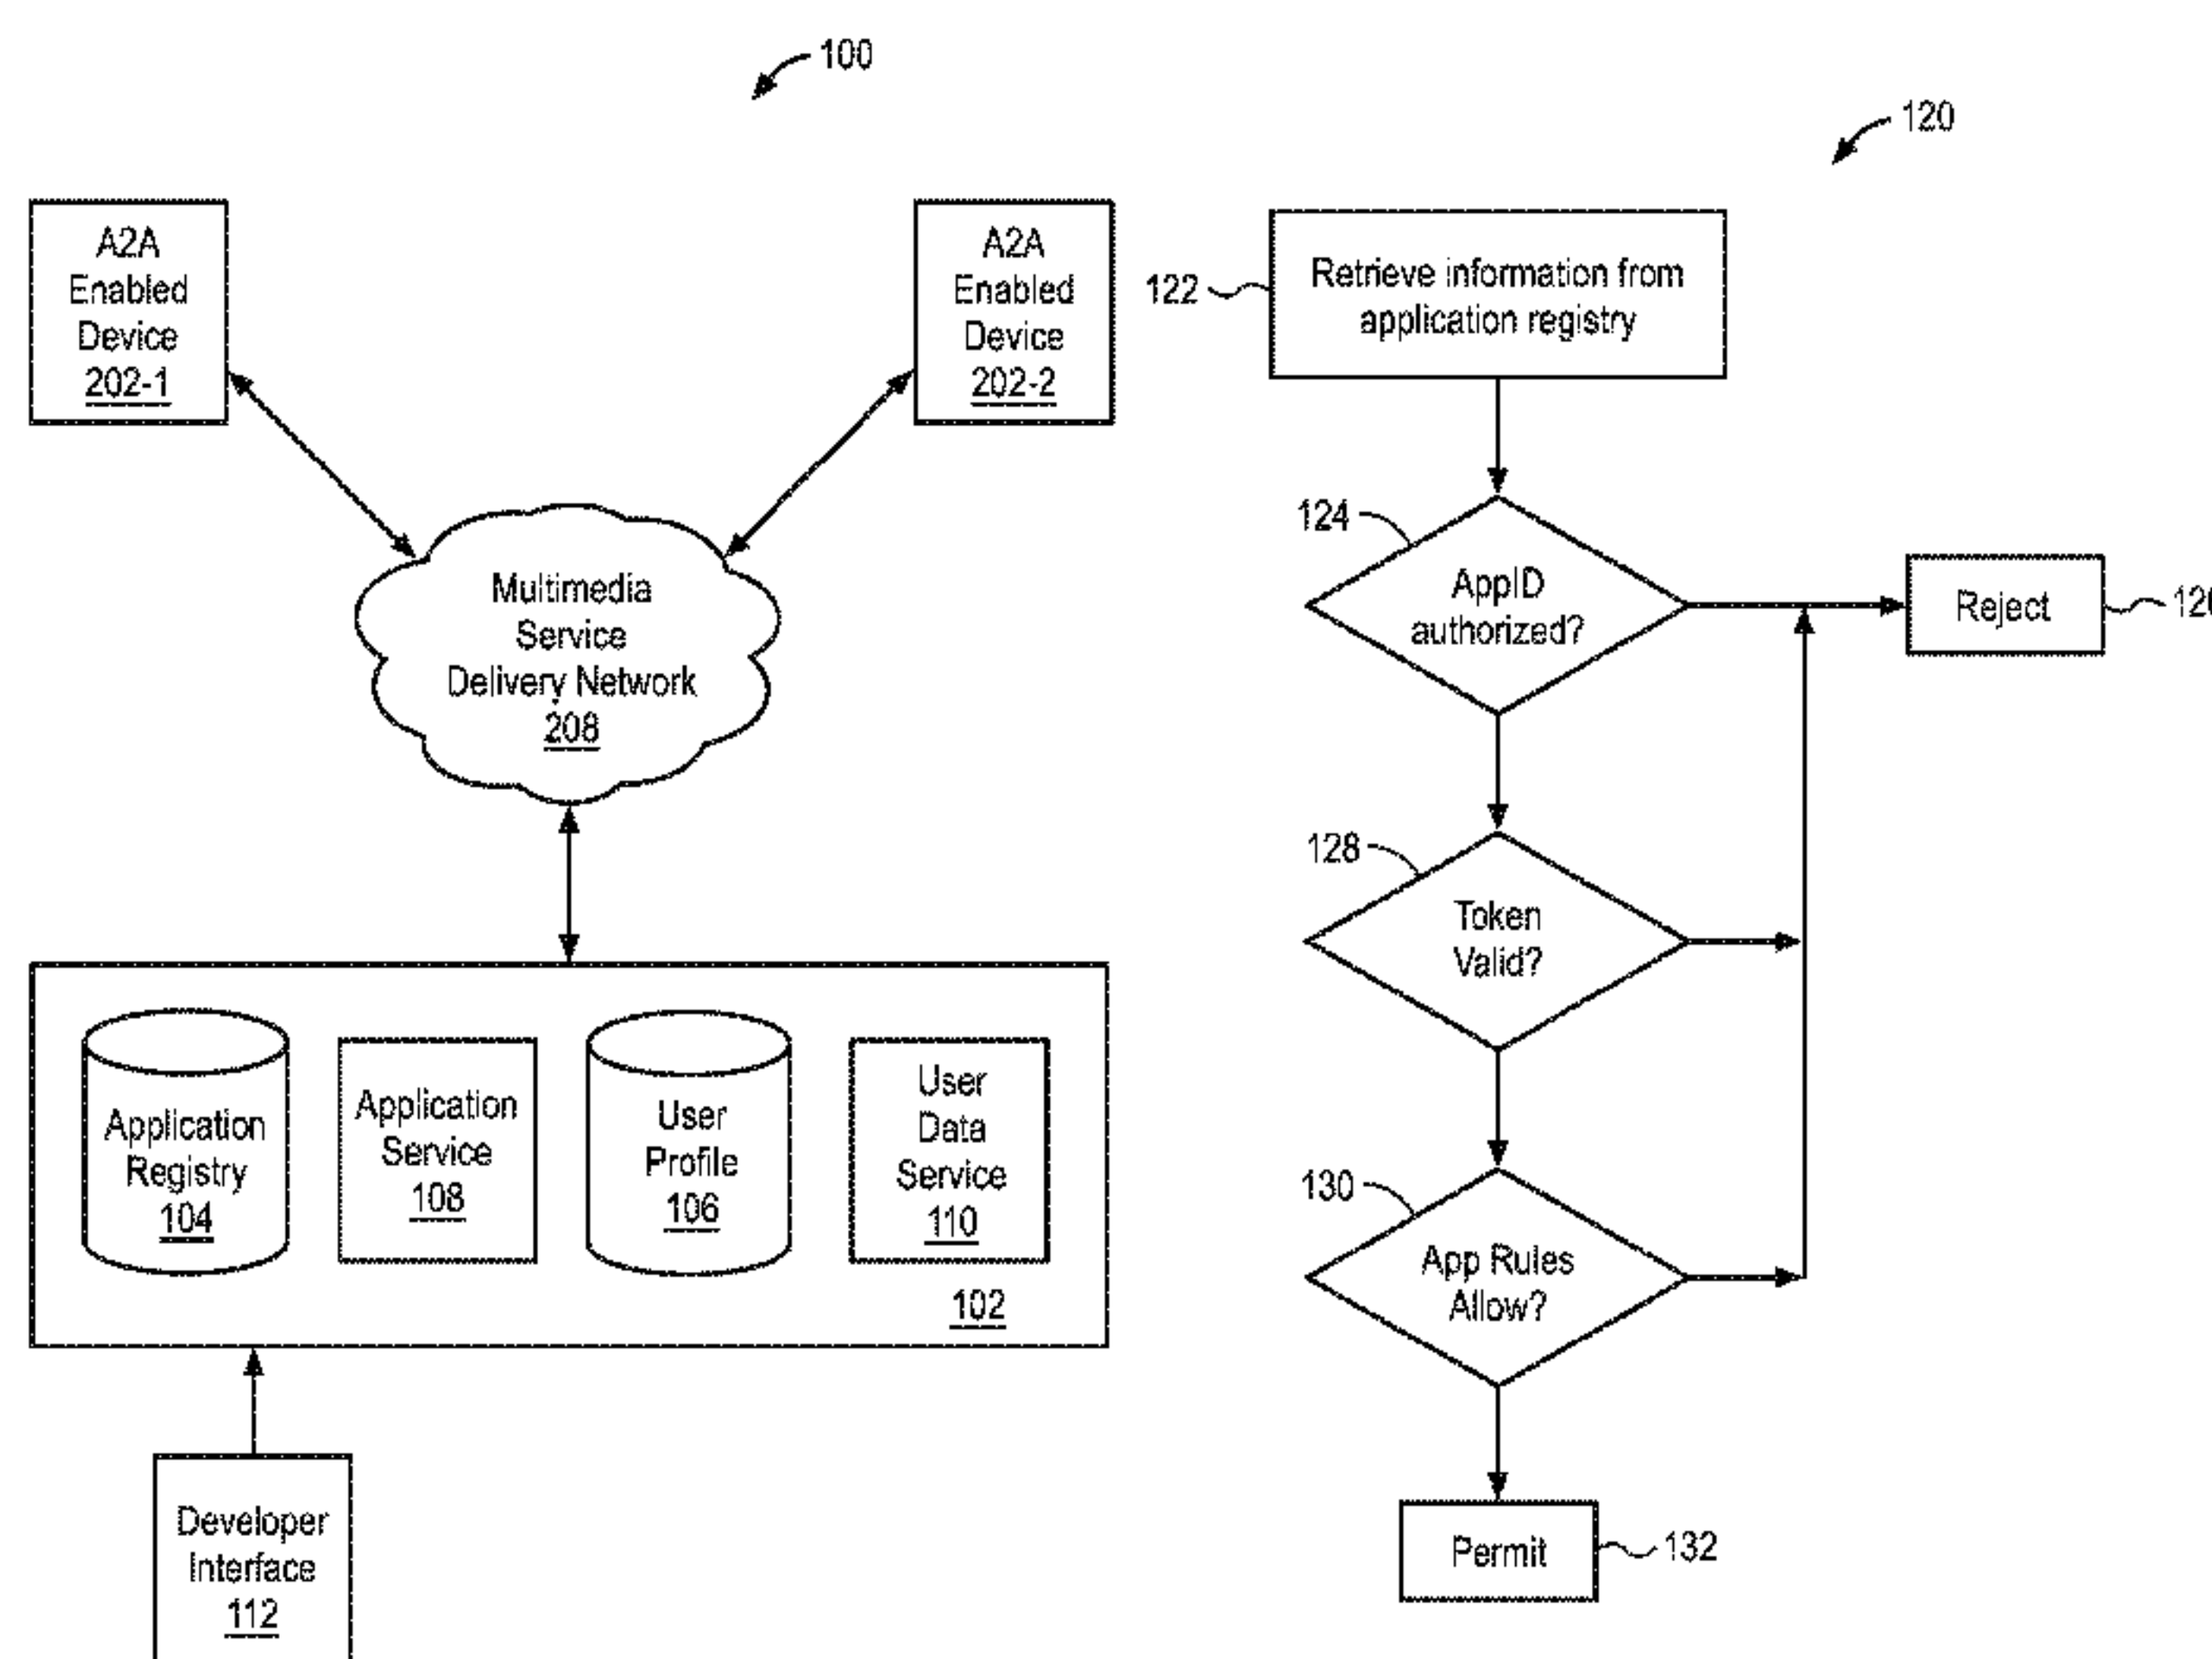 100
120
A2A
Enabled
Device
202-1
A2A
Enabled
Device
202-2
122
Retrieve information from
application registry
124
AppID
authorized?
Reject
Multimedia
Service
Delivery Network
208
128
Token
Valid?
Application
Registry
104
Application
Service
108
User
Profile
106
User
Data
Service
110
102
130
App Rules
Allow?
Developer
Interface
112
Permit
132